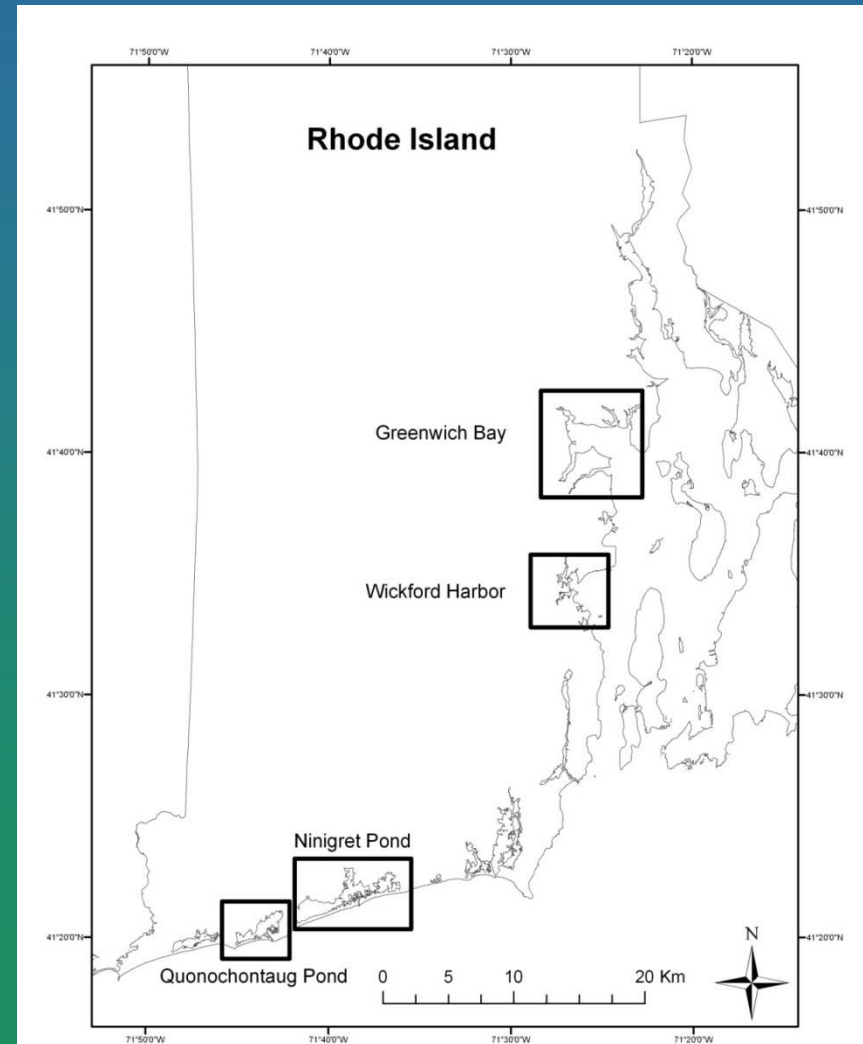 71°50'0"W 71°40'0"W 71°30'0"W 71°20'0"W
Rhode Island
41°50'0"N 41°50'0"N
Greenwich Bay
41°40'0"N 41°40'0"N
Wickford Harbor
41°30'0"N 41°30'0"N
Ninigret Pond
41°20'0"N 41°20'0"N
N
Quonochontaug Pond
0 5 10 20 Km
71°50'0"W 71°40'0"W 71°30'0"W 71°20'0"W